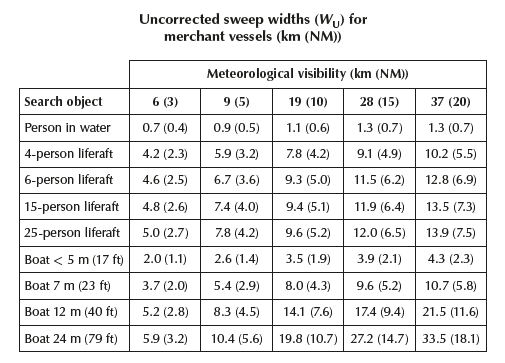 Uncorrected sweep widths (WU) for
merchant vessels (km (NM))
Meteorological visibility (km (NM))
Search object 6 (3) 9 (5) 19 (10) 28 (15) 37 (20)
Person in water 0.7 (0.4) 0.9 (0.5) 1.1 (0.6) 1.3 (0.7) 1.3 (0.7)
4-person liferaft 4.2 (2.3) 5.9 (3.2) 7.8 (4.2) 9.1 (4.9) 10.2 (5.5)
6-person liferaft 4.6 (2.5) 6.7 (3.6) 9.3 (5.0) 11.5 (6.2) 12.8 (6.9)
15-person liferaft 4.8 (2.6) 7.4 (4.0) 9.4 (5.1) 11.9 (6.4) 13.5 (7.3)
25-person liferaft 5.0 (2.7) 7.8 (4.2) 9.6 (5.2) 12.0 (6.5) 13.9 (7.5)
Boat < 5 m (17 ft) 2.0 (1.1) 2.6 (1.4) 3.5 (1.9) 3.9 (2.1) 4.3 (2.3)
Boat 7 m (23 ft) 3.7 (2.0) 5.4 (2.9) 8.0 (4.3) 9.6 (5.2) 10.7 (5.8)
Boat 12 m (40 ft) 5.2 (2.8) 8.3 (4.5) 14.1 (7.6) 17.4 (9.4) 21.5 (11.6)
Boat 24 m (79 ft) 5.9 (3.2) 10.4 (5.6) 19.8 (10.7) 27.2 (14.7) 33.5 (18.1)